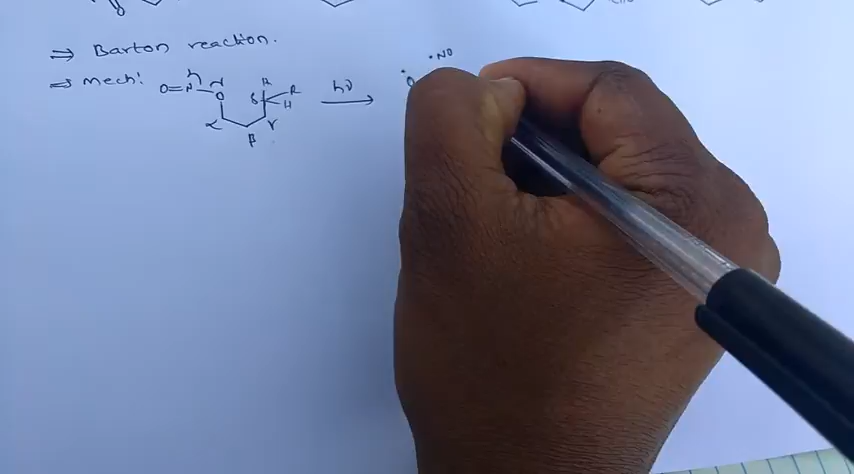 ⇒ Barton reaction.
⇒ mech:
O=N O δ R R H hν
α β γ
Ȯ •NO